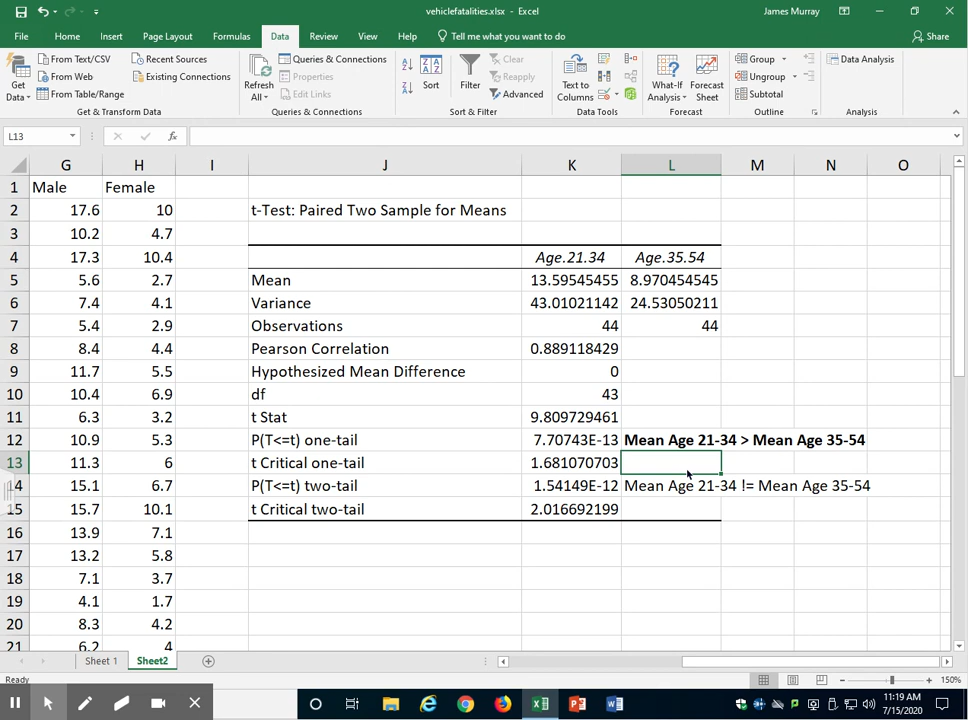 vehiclefatalities.xlsx - Excel
James Murray
File Home Insert Page Layout Formulas Data Review View Help Tell me what you want to do Share
Get Data
From Text/CSV
From Web
From Table/Range
Recent Sources
Existing Connections
Get & Transform Data
Refresh All
Queries & Connections
Properties
Edit Links
Queries & Connections
Sort
Filter
Clear
Reapply
Advanced
Sort & Filter
Text to Columns
Data Tools
What-If Analysis
Forecast Sheet
Forecast
Group
Ungroup
Subtotal
Outline
Data Analysis
Analysis
L13 fx
G H I J K L M N O
1 Male Female
2 17.6 10 t-Test: Paired Two Sample for Means
3 10.2 4.7
4 17.3 10.4 Age.21.34 Age.35.54
5 5.6 2.7 Mean 13.59545455 8.970454545
6 7.4 4.1 Variance 43.01021142 24.53050211
7 5.4 2.9 Observations 44 44
8 8.4 4.4 Pearson Correlation 0.889118429
9 11.7 5.5 Hypothesized Mean Difference 0
10 10.4 6.9 df 43
11 6.3 3.2 t Stat 9.809729461
12 10.9 5.3 P(T<=t) one-tail 7.70743E-13 Mean Age 21-34 > Mean Age 35-54
13 11.3 6 t Critical one-tail 1.681070703
14 15.1 6.7 P(T<=t) two-tail 1.54149E-12 Mean Age 21-34 != Mean Age 35-54
15 15.7 10.1 t Critical two-tail 2.016692199
16 13.9 7.1
17 13.2 5.8
18 7.1 3.7
19 4.1 1.7
20 8.3 4.2
21 6.2 4
Sheet 1 Sheet2
Ready 150%
11:19 AM
7/15/2020